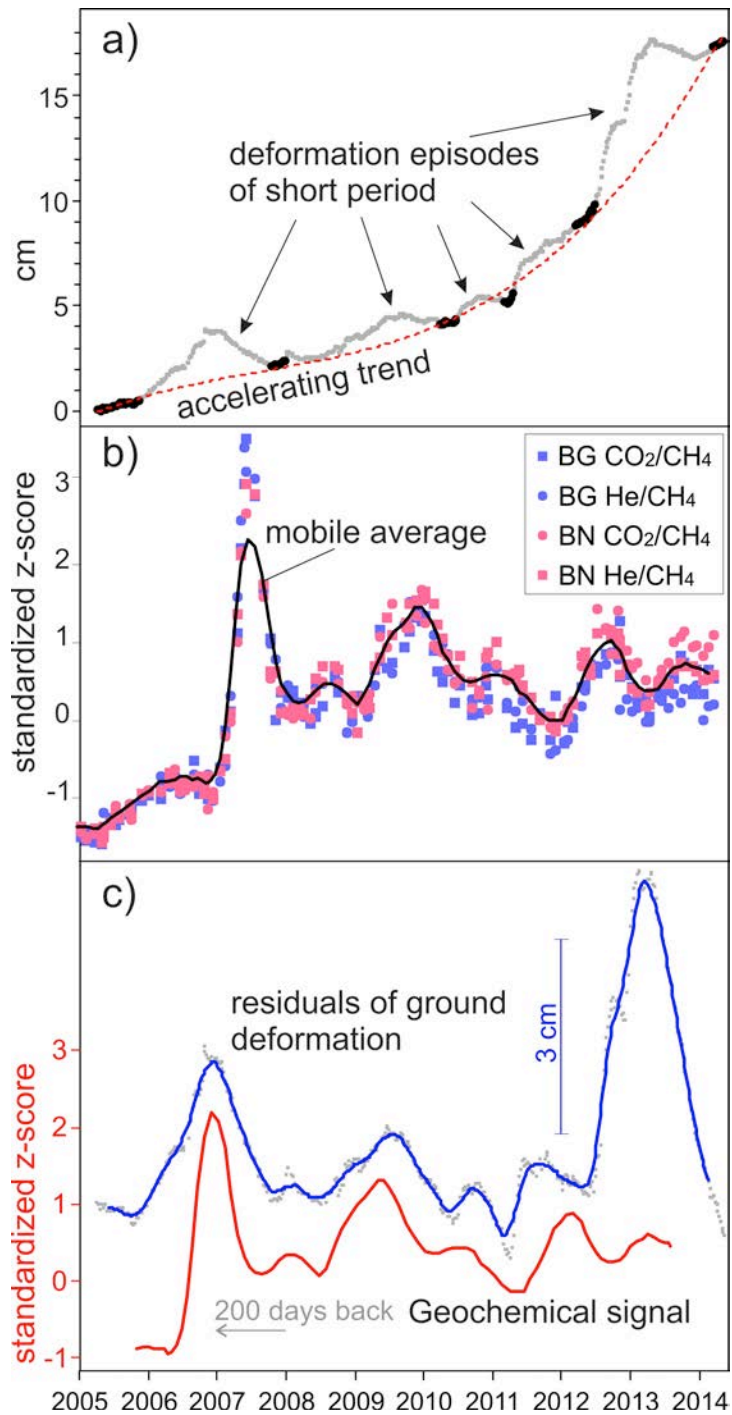 a)
15
10
5
0
cm
deformation episodes
of short period
accelerating trend
b)
3
2
1
0
-1
standardized z-score
mobile average
BG CO₂/CH₄
BG He/CH₄
BN CO₂/CH₄
BN He/CH₄
c)
residuals of ground
deformation
3 cm
3
2
1
0
-1
standardized z-score
200 days back
Geochemical signal
2005 2006 2007 2008 2009 2010 2011 2012 2013 2014